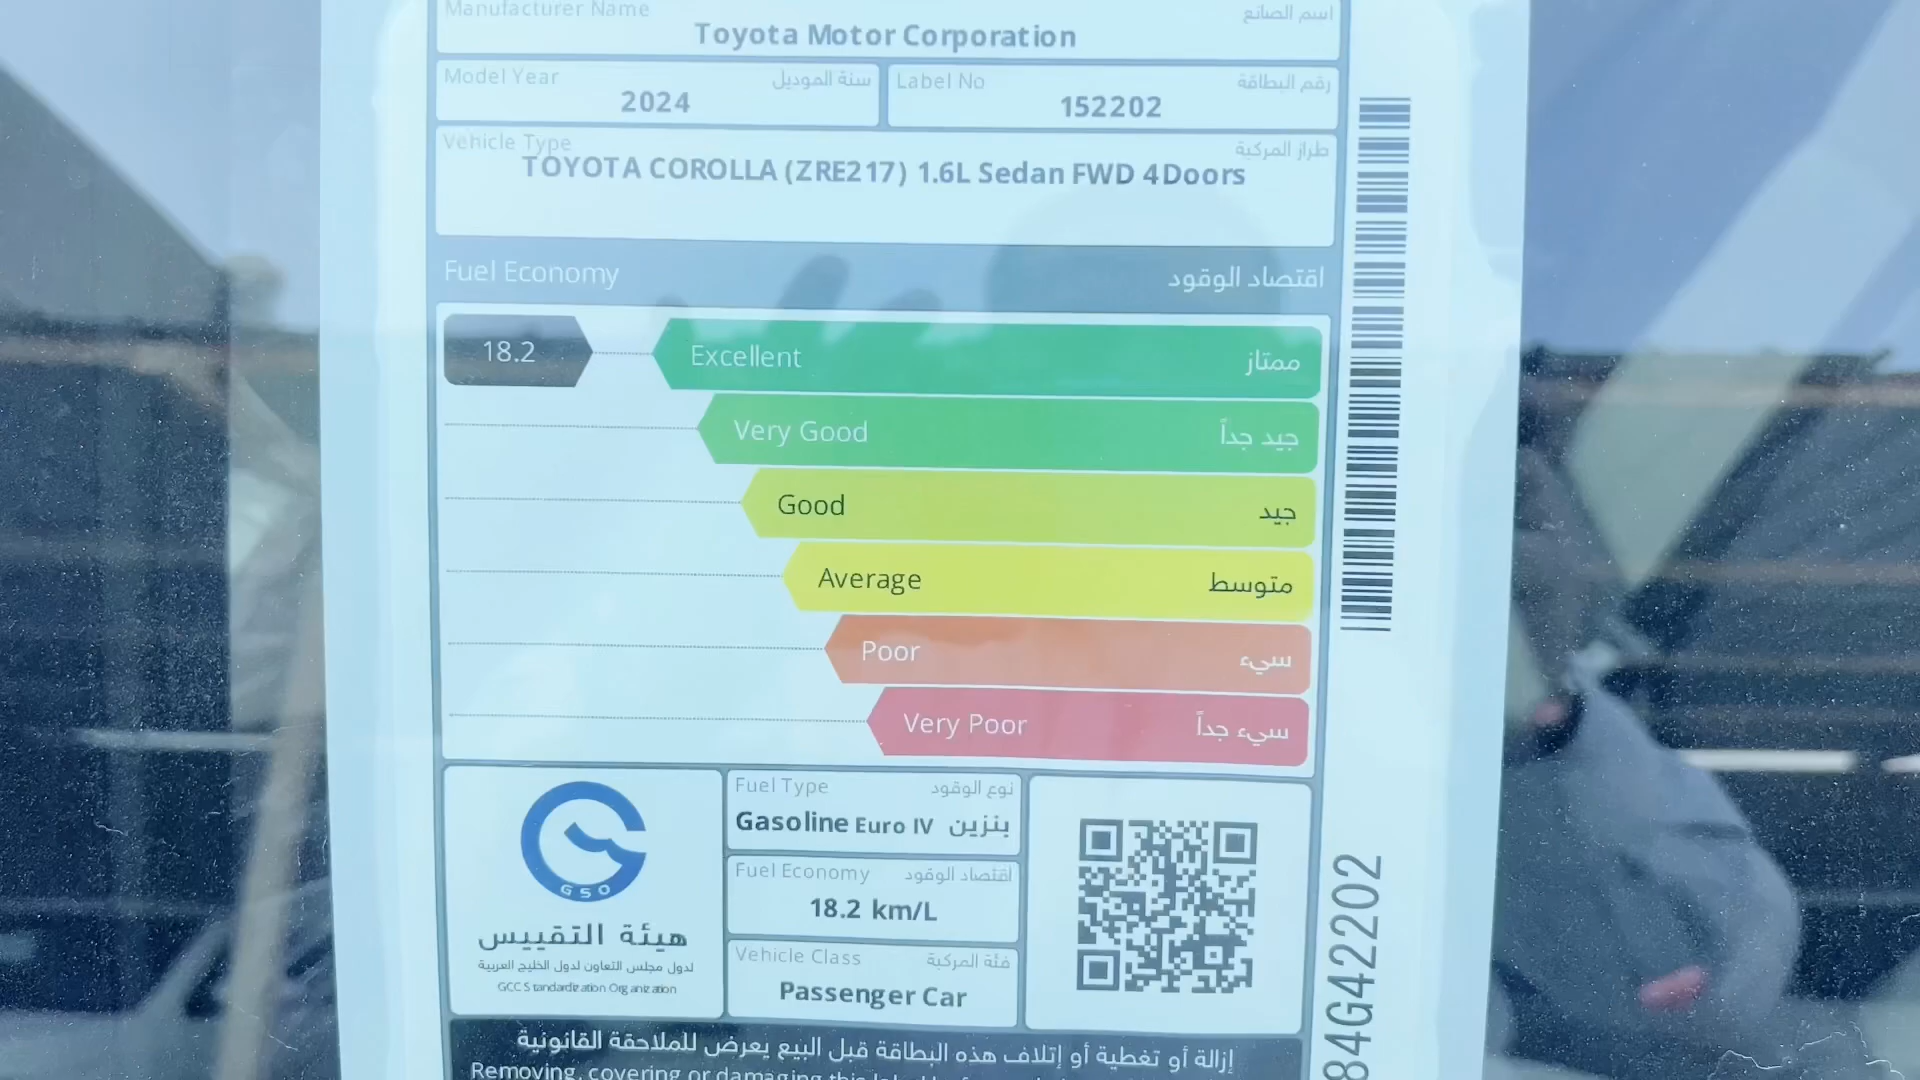 Manufacturer Name اسم الصانع
Toyota Motor Corporation
Model Year سنة الموديل
2024
Label No رقم البطاقة
152202
Vehicle Type طراز المركبة
TOYOTA COROLLA (ZRE217) 1.6L Sedan FWD 4Doors
Fuel Economy اقتصاد الوقود
18.2
Excellent ممتاز
Very Good جيد جداً
Good جيد
Average متوسط
Poor سيء
Very Poor سيء جداً
GSO
هيئة التقييس
لدول مجلس التعاون لدول الخليج العربية
GCC Standardization Organization
Fuel Type نوع الوقود
Gasoline Euro IV بنزين
Fuel Economy اقتصاد الوقود
18.2 km/L
Vehicle Class فئة المركبة
Passenger Car
84G42202
إزالة أو تغطية أو إتلاف هذه البطاقة قبل البيع يعرض للملاحقة القانونية
Removing, covering or damaging this label